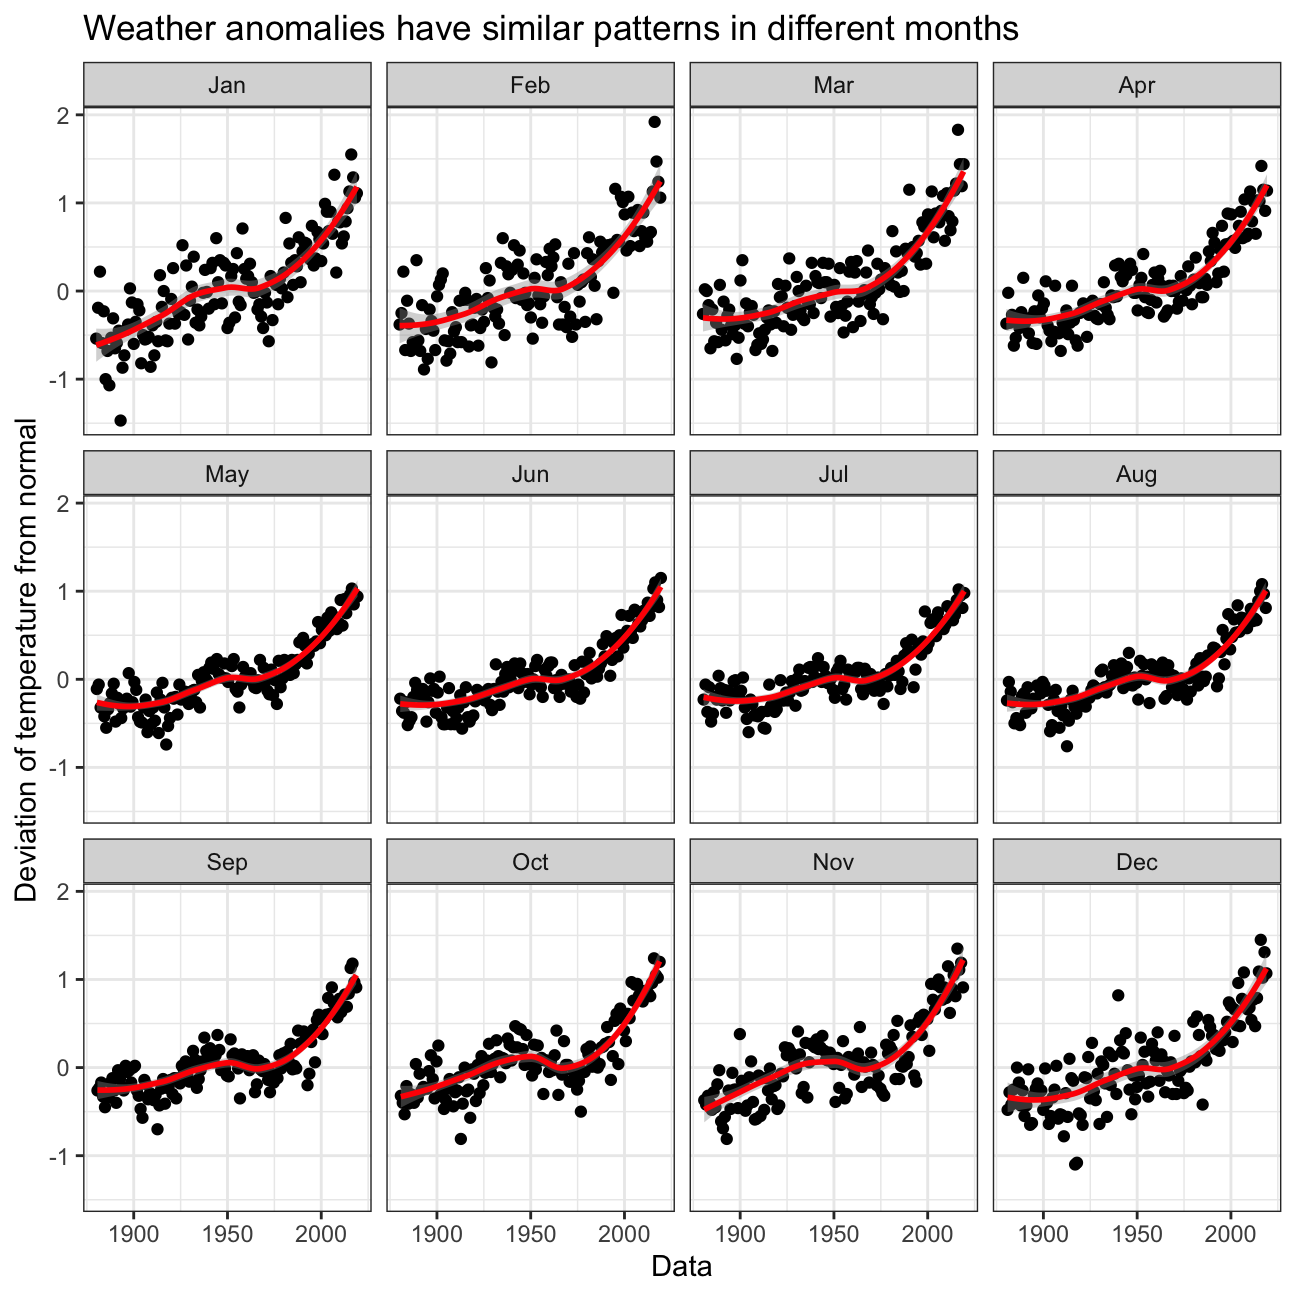 Weather anomalies have similar patterns in different months
Jan Feb Mar Apr
2
1
0
-1
May Jun Jul Aug
2
1
0
-1
Sep Oct Nov Dec
2
1
0
-1
1900 1950 2000 1900 1950 2000 1900 1950 2000 1900 1950 2000
Data
Deviation of temperature from normal